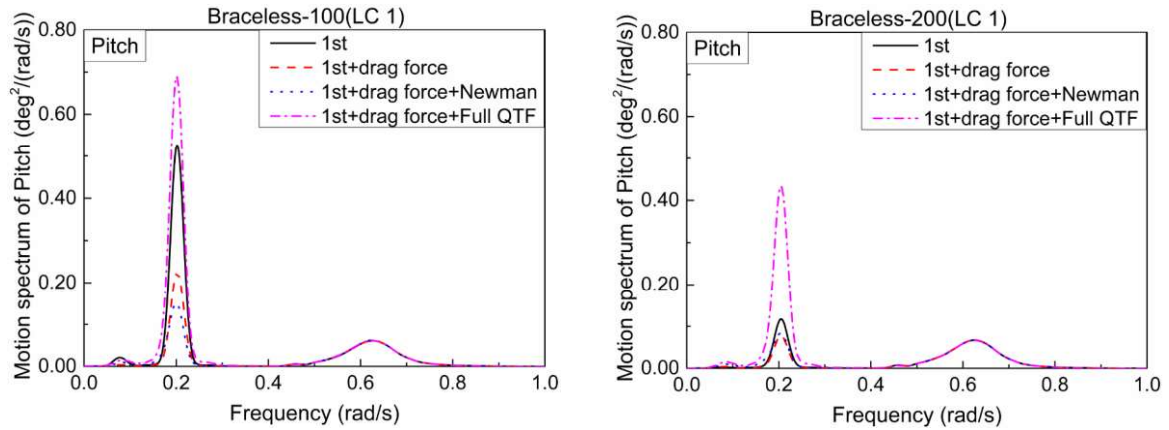 Braceless-100(LC 1)
Pitch
1st
1st+drag force
1st+drag force+Newman
1st+drag force+Full QTF
Motion spectrum of Pitch (deg²/(rad/s))
0.80
0.60
0.40
0.20
0.00
0.0 0.2 0.4 0.6 0.8 1.0
Frequency (rad/s)
Braceless-200(LC 1)
Pitch
1st
1st+drag force
1st+drag force+Newman
1st+drag force+Full QTF
Motion spectrum of Pitch (deg²/(rad/s))
0.80
0.60
0.40
0.20
0.00
0.0 0.2 0.4 0.6 0.8 1.0
Frequency (rad/s)